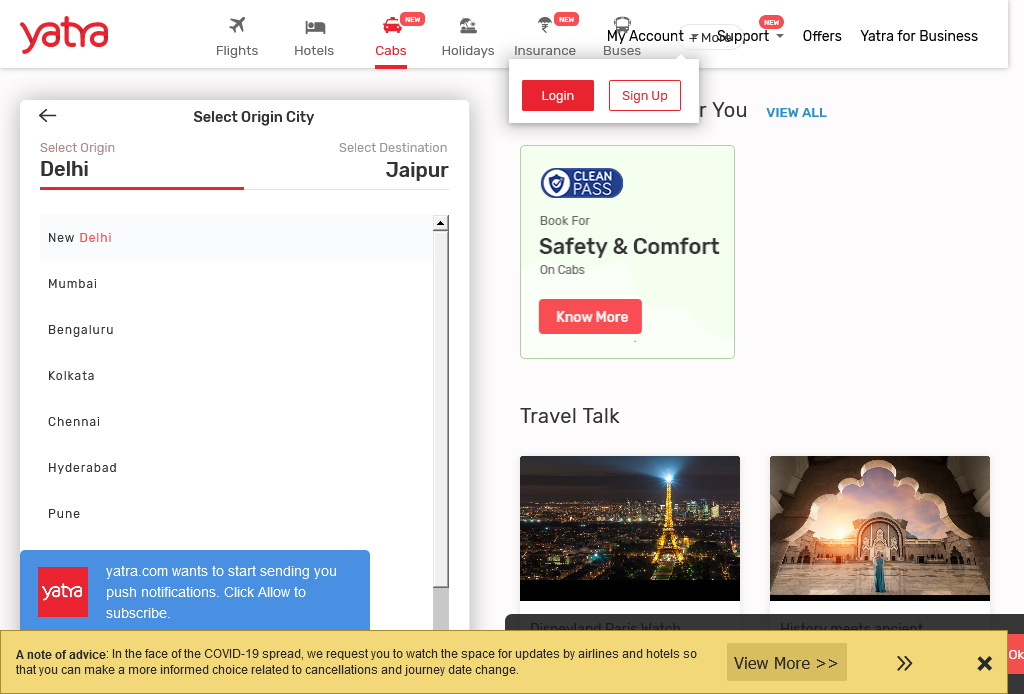 yatra
Flights
Hotels
NEW
Cabs
Holidays
NEW
Insurance
Buses
My Account
More
NEW
Support
Offers
Yatra for Business
Login
Sign Up
r You
VIEW ALL
Select Origin City
Select Origin
Select Destination
Delhi
Jaipur
New Delhi
Mumbai
Bengaluru
Kolkata
Chennai
Hyderabad
Pune
CLEAN
PASS
Book For
Safety & Comfort
On Cabs
Know More
Travel Talk
Disneyland Paris Watch
History meets ancient
yatra
yatra.com wants to start sending you
push notifications. Click Allow to
subscribe.
A note of advice: In the face of the COVID-19 spread, we request you to watch the space for updates by airlines and hotels so
that you can make a more informed choice related to cancellations and journey date change.
View More >>
Ok